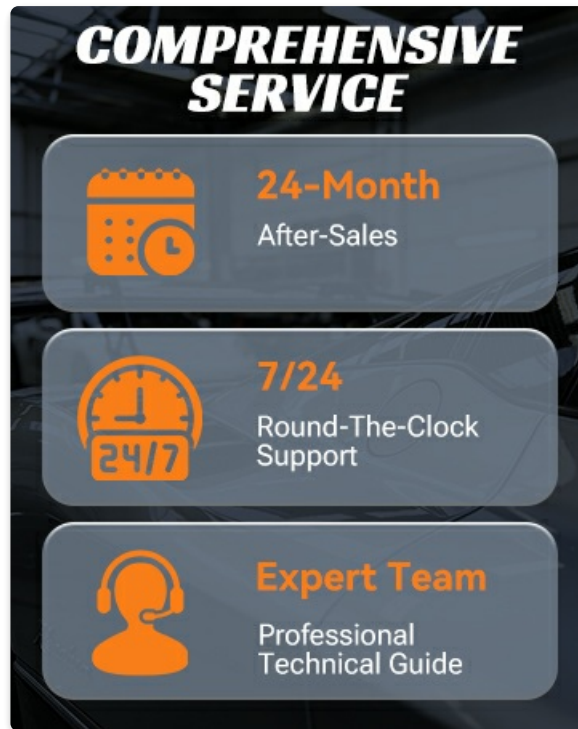 COMPREHENSIVE
SERVICE
24-Month
After-Sales
7/24
Round-The-Clock
Support
24/7
Expert Team
Professional
Technical Guide